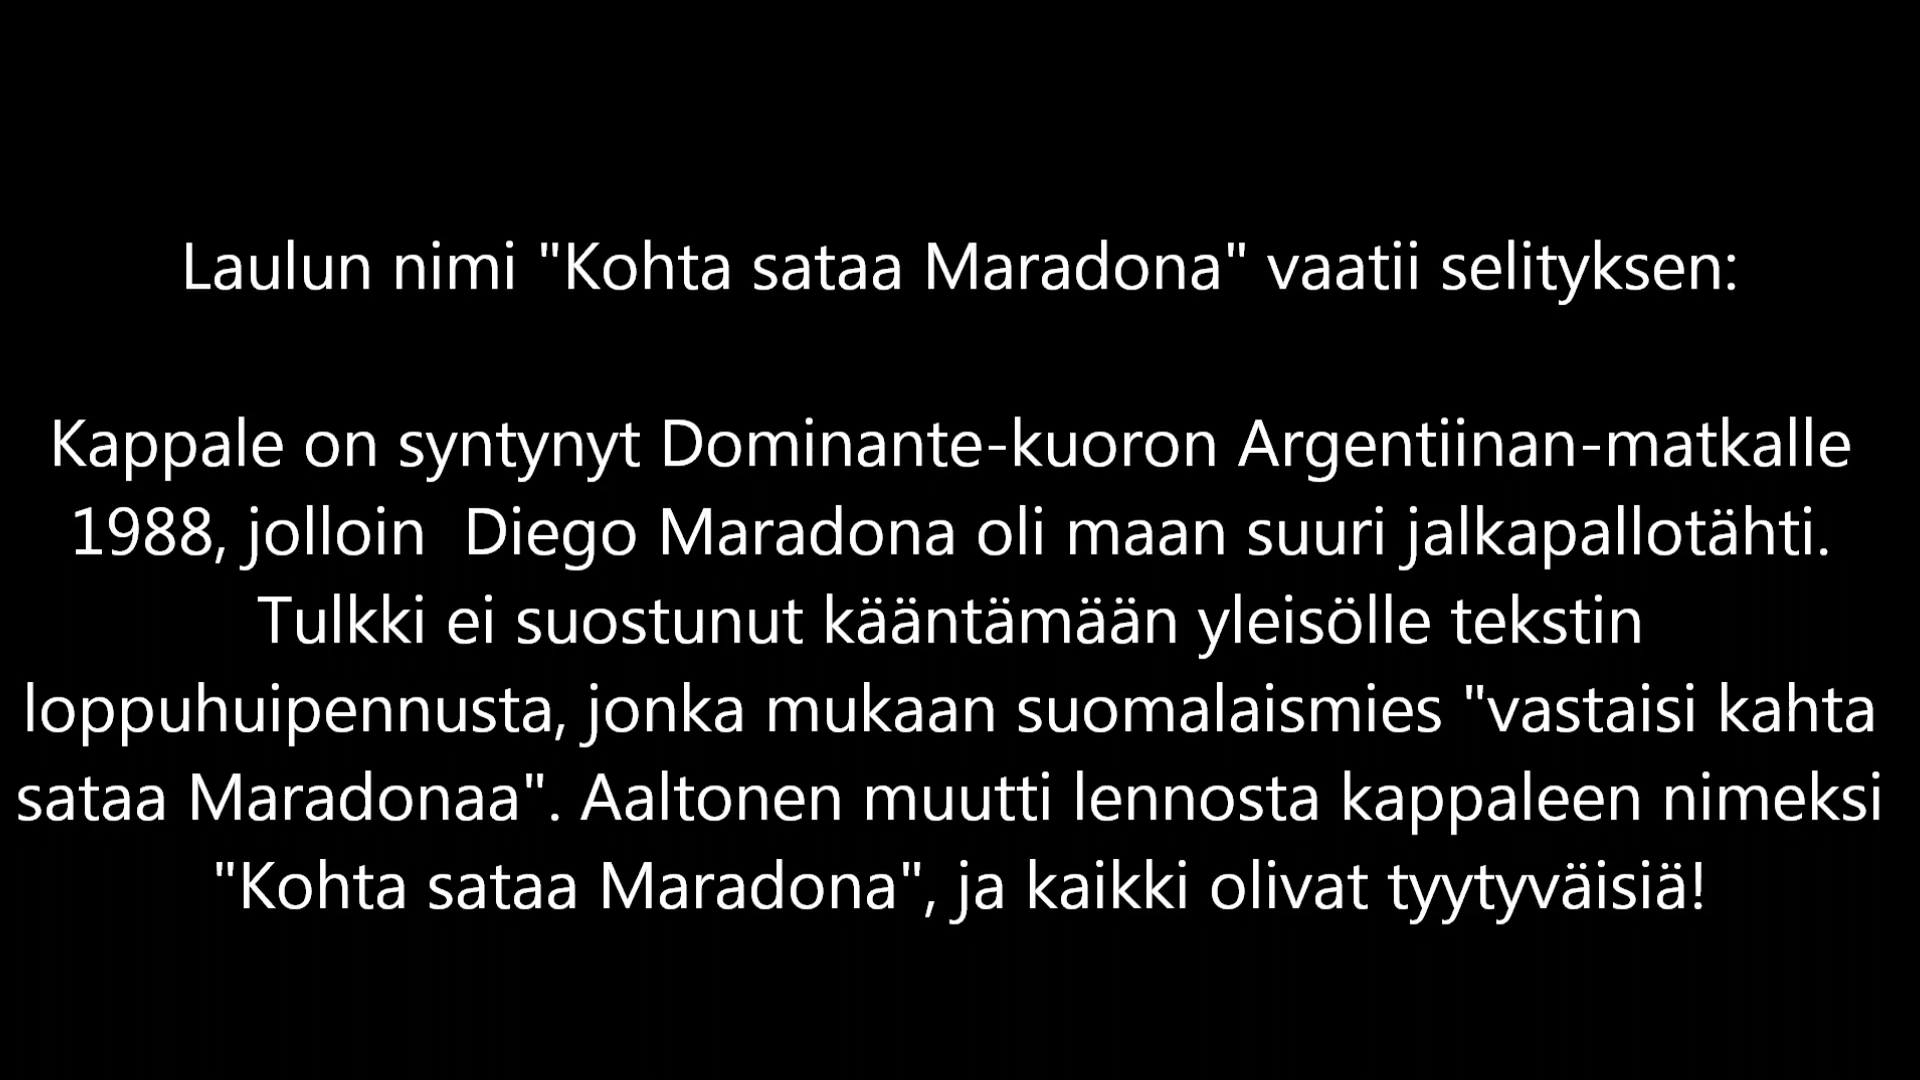 Laulun nimi "Kohta sataa Maradona" vaatii selityksen:
Kappale on syntynyt Dominante-kuoron Argentiinan-matkalle
1988, jolloin  Diego Maradona oli maan suuri jalkapallotähti.
Tulkki ei suostunut kääntämään yleisölle tekstin
loppuhuipennusta, jonka mukaan suomalaismies "vastaisi kahta
sataa Maradonaa". Aaltonen muutti lennosta kappaleen nimeksi
"Kohta sataa Maradona", ja kaikki olivat tyytyväisiä!